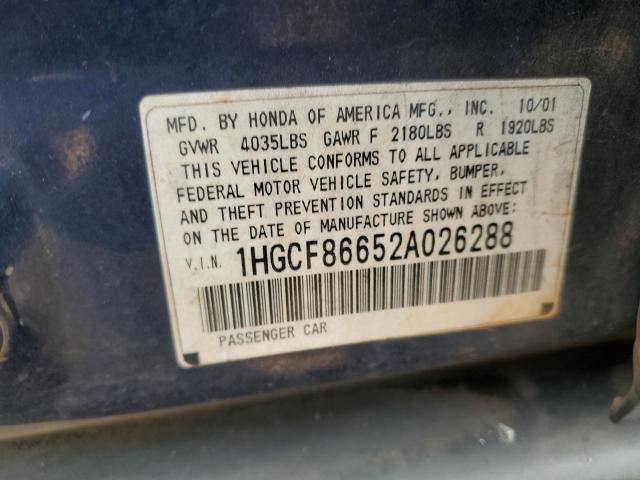 MFD. BY HONDA OF AMERICA MFG., INC. 10/01
GVWR 4035LBS GAWR F 2180LBS R 1920LBS
THIS VEHICLE CONFORMS TO ALL APPLICABLE
FEDERAL MOTOR VEHICLE SAFETY, BUMPER,
AND THEFT PREVENTION STANDARDS IN EFFECT
ON THE DATE OF MANUFACTURE SHOWN ABOVE:
V.I.N. 1HGCF86652A026288
PASSENGER CAR